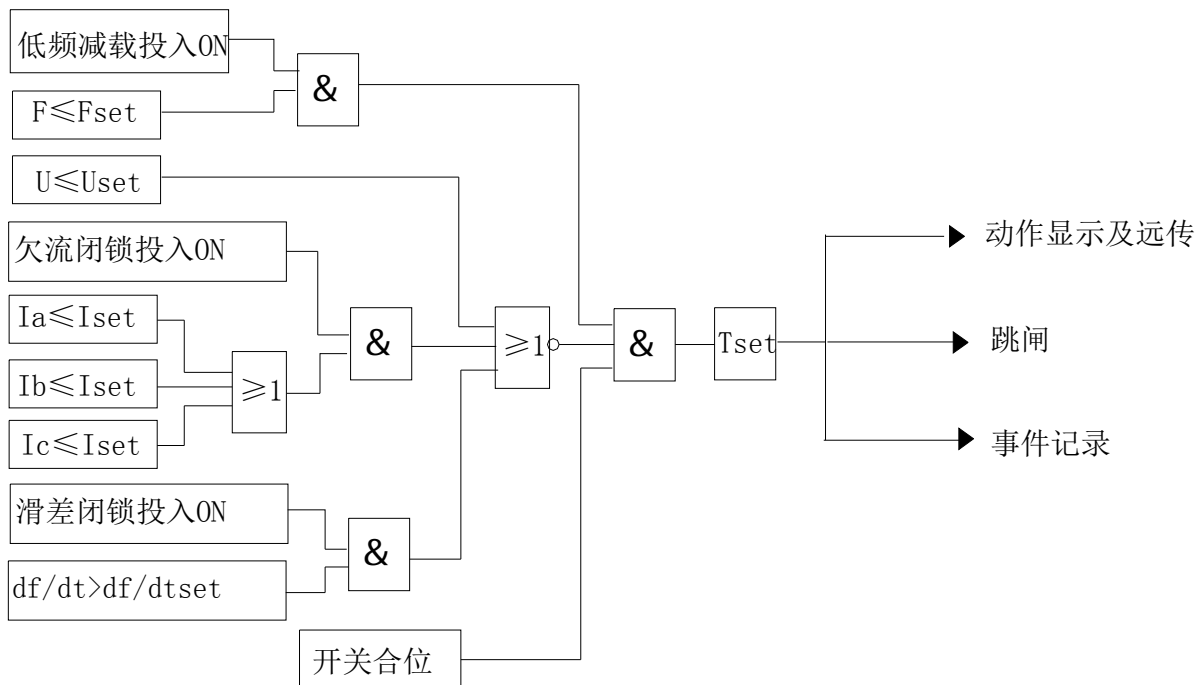 低频减载投入ON
F≤Fset
&
U≤Uset
欠流闭锁投入ON
Ia≤Iset
Ib≤Iset
Ic≤Iset
≥1
&
≥1
&
Tset
动作显示及远传
跳闸
事件记录
滑差闭锁投入ON
df/dt>df/dtset
&
开关合位